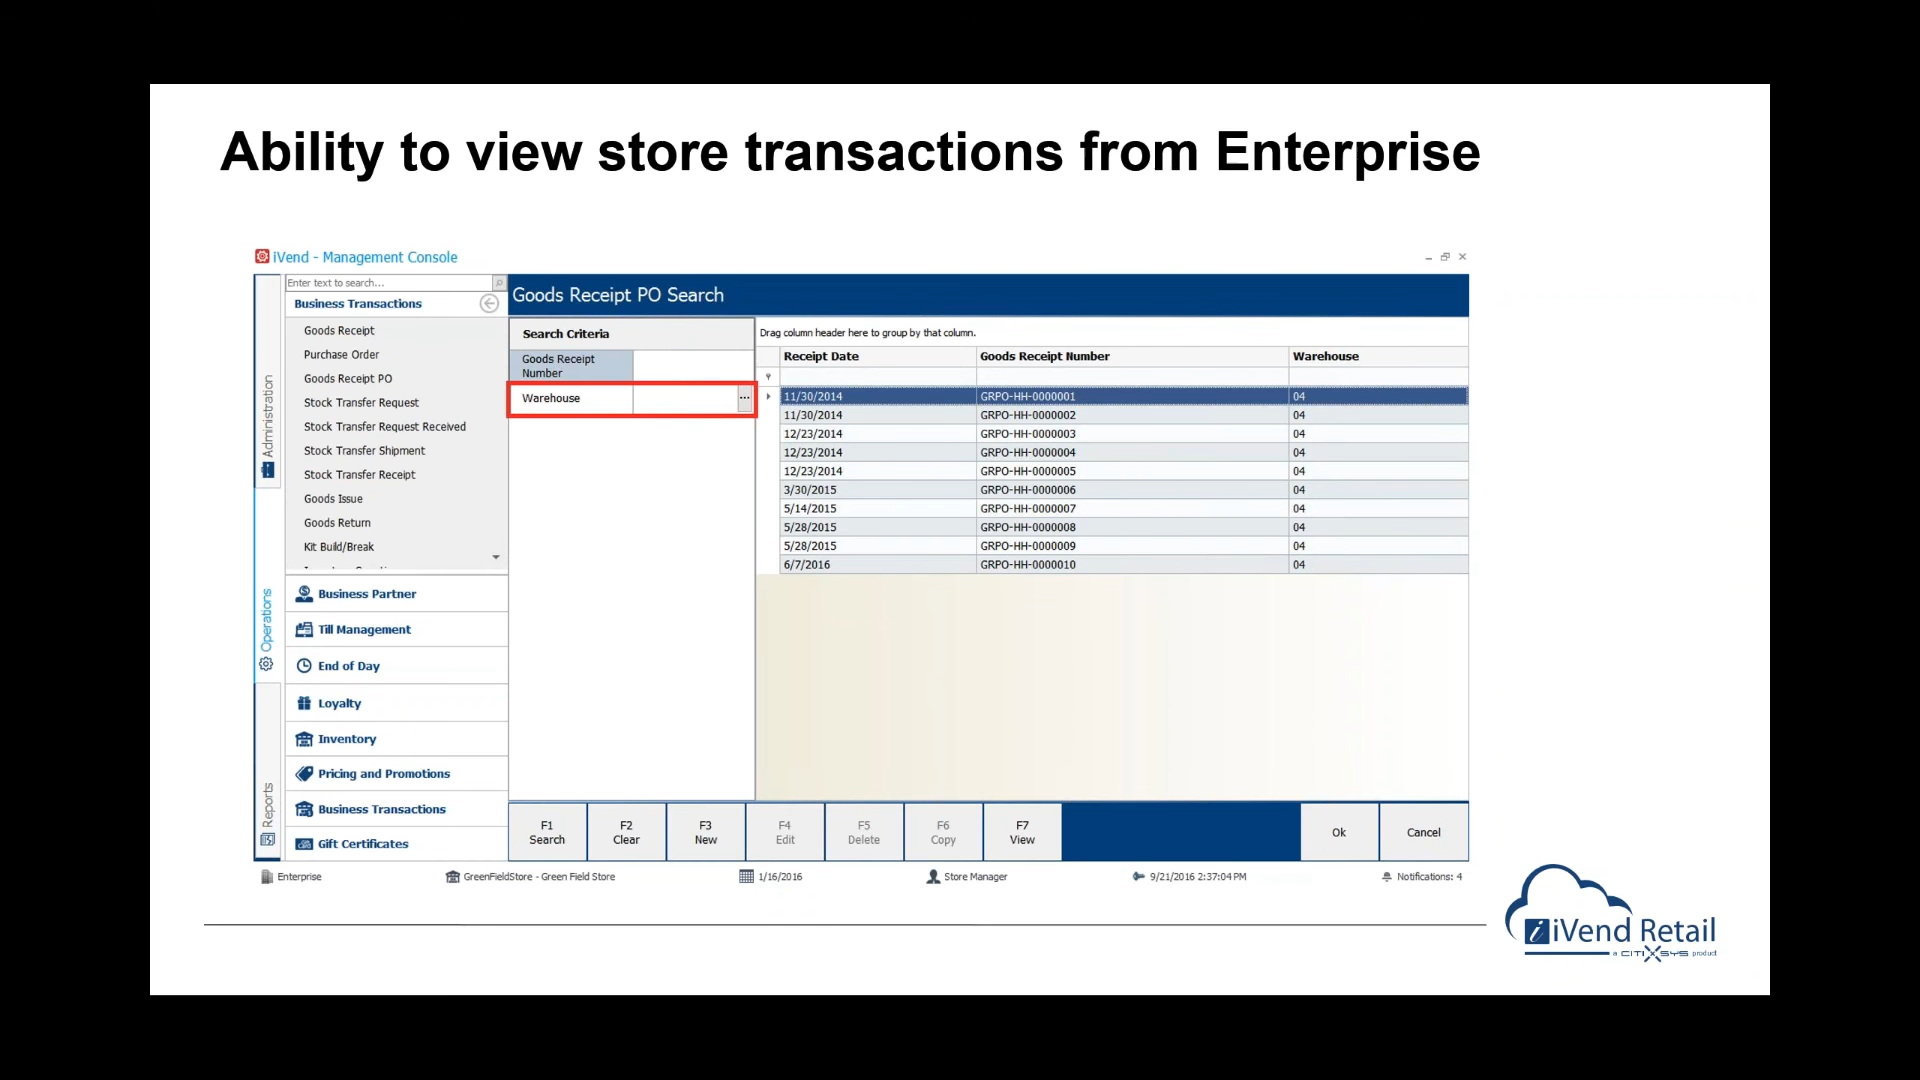 Ability to view store transactions from Enterprise
iVend - Management Console
Enter text to search...
Business Transactions
Goods Receipt PO Search
Administration
Operations
Reports
Goods Receipt
Purchase Order
Goods Receipt PO
Stock Transfer Request
Stock Transfer Request Received
Stock Transfer Shipment
Stock Transfer Receipt
Goods Issue
Goods Return
Kit Build/Break
Business Partner
Till Management
End of Day
Loyalty
Inventory
Pricing and Promotions
Business Transactions
Gift Certificates
Search Criteria
Goods Receipt
Number
Warehouse
...
Drag column header here to group by that column.
Receipt Date Goods Receipt Number Warehouse
11/30/2014 GRPO-HH-0000001 04
11/30/2014 GRPO-HH-0000002 04
12/23/2014 GRPO-HH-0000003 04
12/23/2014 GRPO-HH-0000004 04
12/23/2014 GRPO-HH-0000005 04
3/30/2015 GRPO-HH-0000006 04
5/14/2015 GRPO-HH-0000007 04
5/28/2015 GRPO-HH-0000008 04
5/28/2015 GRPO-HH-0000009 04
6/7/2016 GRPO-HH-0000010 04
F1 F2 F3 F4 F5 F6 F7
Search Clear New Edit Delete Copy View Ok Cancel
Enterprise GreenFieldStore - Green Field Store 1/16/2016 Store Manager 9/21/2016 2:37:04 PM Notifications: 4
i iVend Retail
a CITIXSYS product